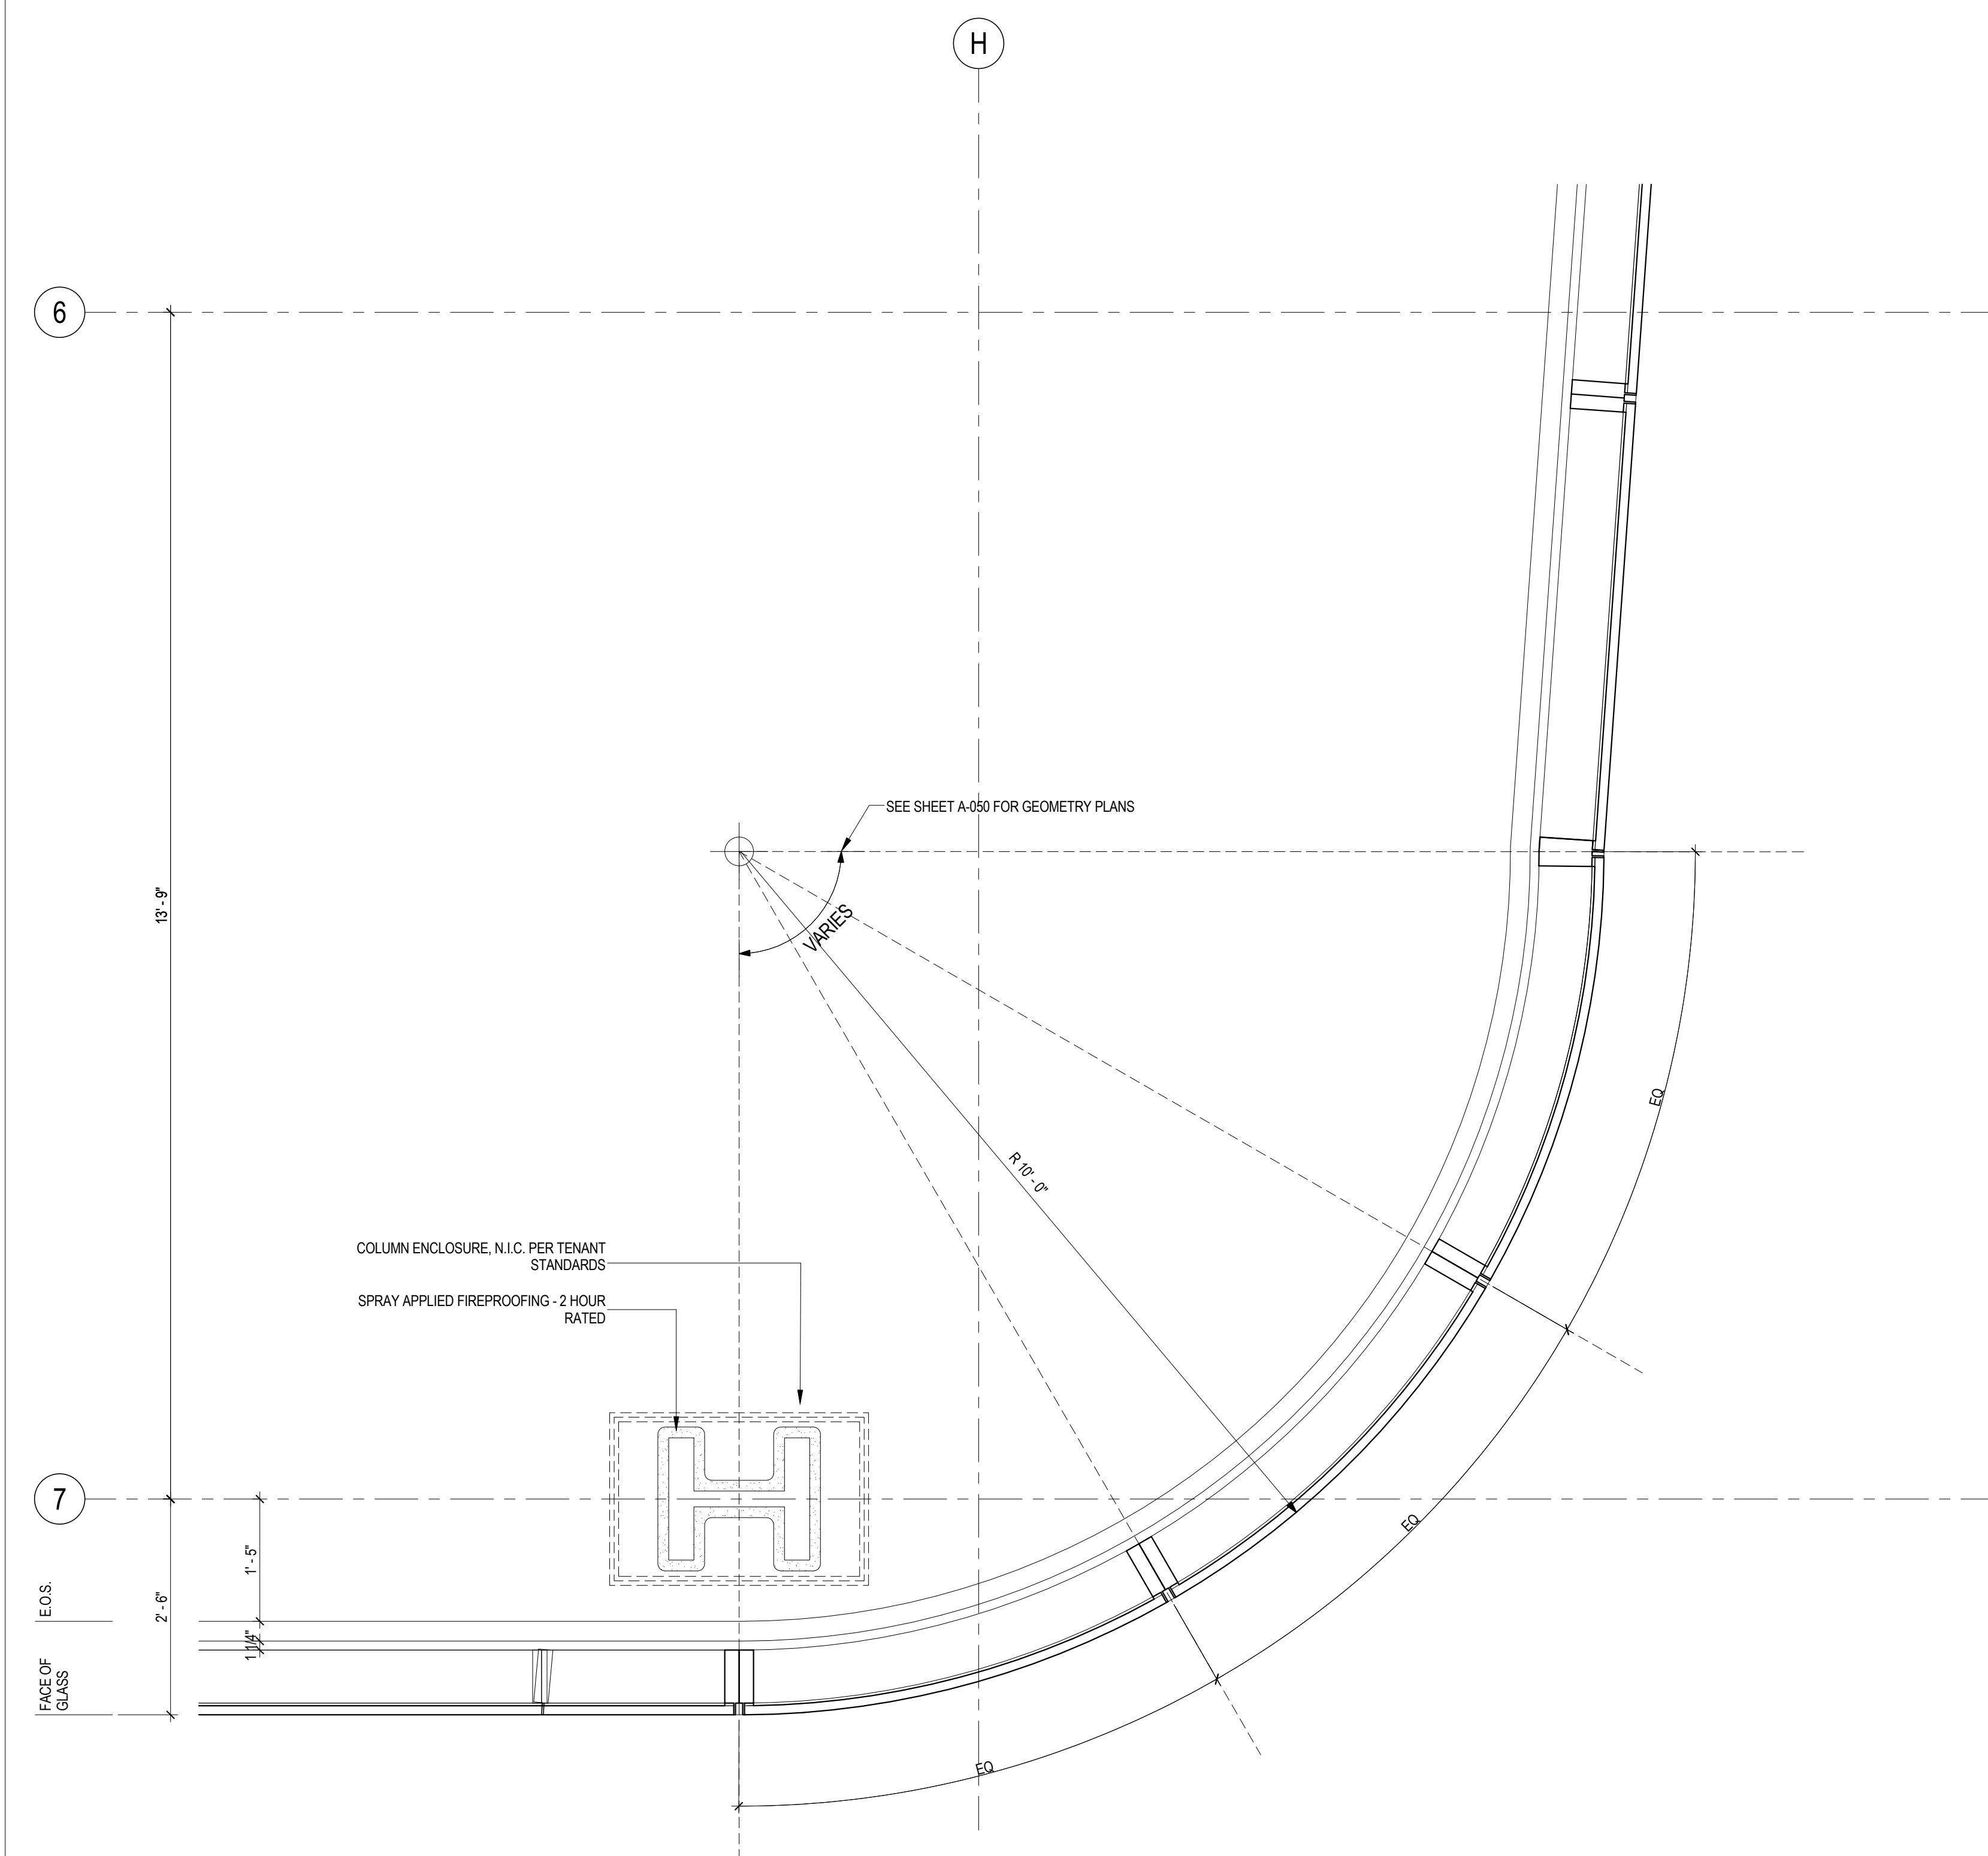 H
6
SEE SHEET A-050 FOR GEOMETRY PLANS
13' - 9"
VARIES
EQ
R 10' - 0"
COLUMN ENCLOSURE, N.I.C. PER TENANT
STANDARDS
SPRAY APPLIED FIREPROOFING - 2 HOUR
RATED
7
EQ
1' - 5"
E.O.S.
2' - 6"
1 1/4"
FACE OF
GLASS
EQ